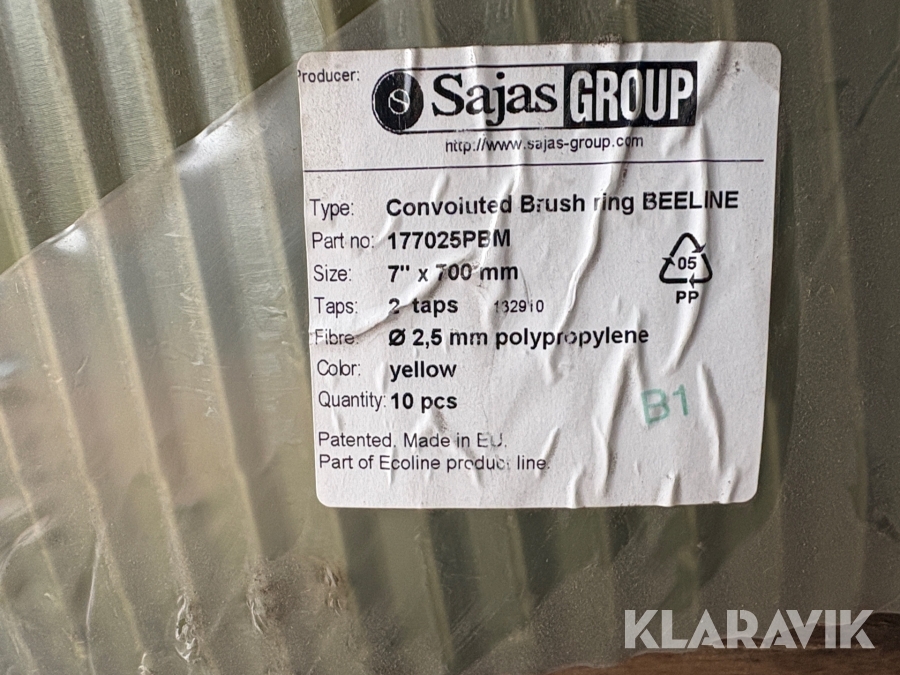 Producer:
S Sajas GROUP
http://www.sajas-group.com
Type: Convoluted Brush ring BEELINE
Part no: 177025PBM
Size: 7" x 700 mm
05
PP
Taps: 2 taps 132910
Fibre: Ø 2,5 mm polypropylene
Color: yellow
Quantity: 10 pcs
B1
Patented. Made in EU.
Part of Ecoline product line.
KLARAVIK